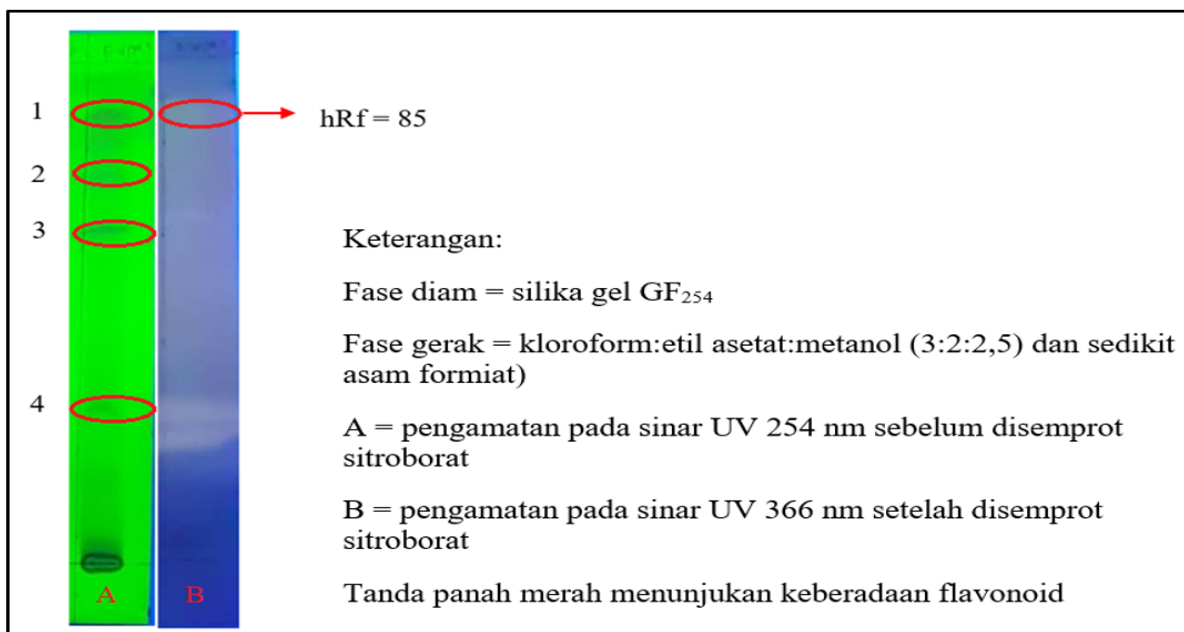 1
hRf = 85
2
3
Keterangan:
Fase diam = silika gel GF₂₅₄
Fase gerak = kloroform:etil asetat:metanol (3:2:2,5) dan sedikit
asam formiat)
4
A = pengamatan pada sinar UV 254 nm sebelum disemprot
sitroborat
B = pengamatan pada sinar UV 366 nm setelah disemprot
sitroborat
A B
Tanda panah merah menunjukan keberadaan flavonoid